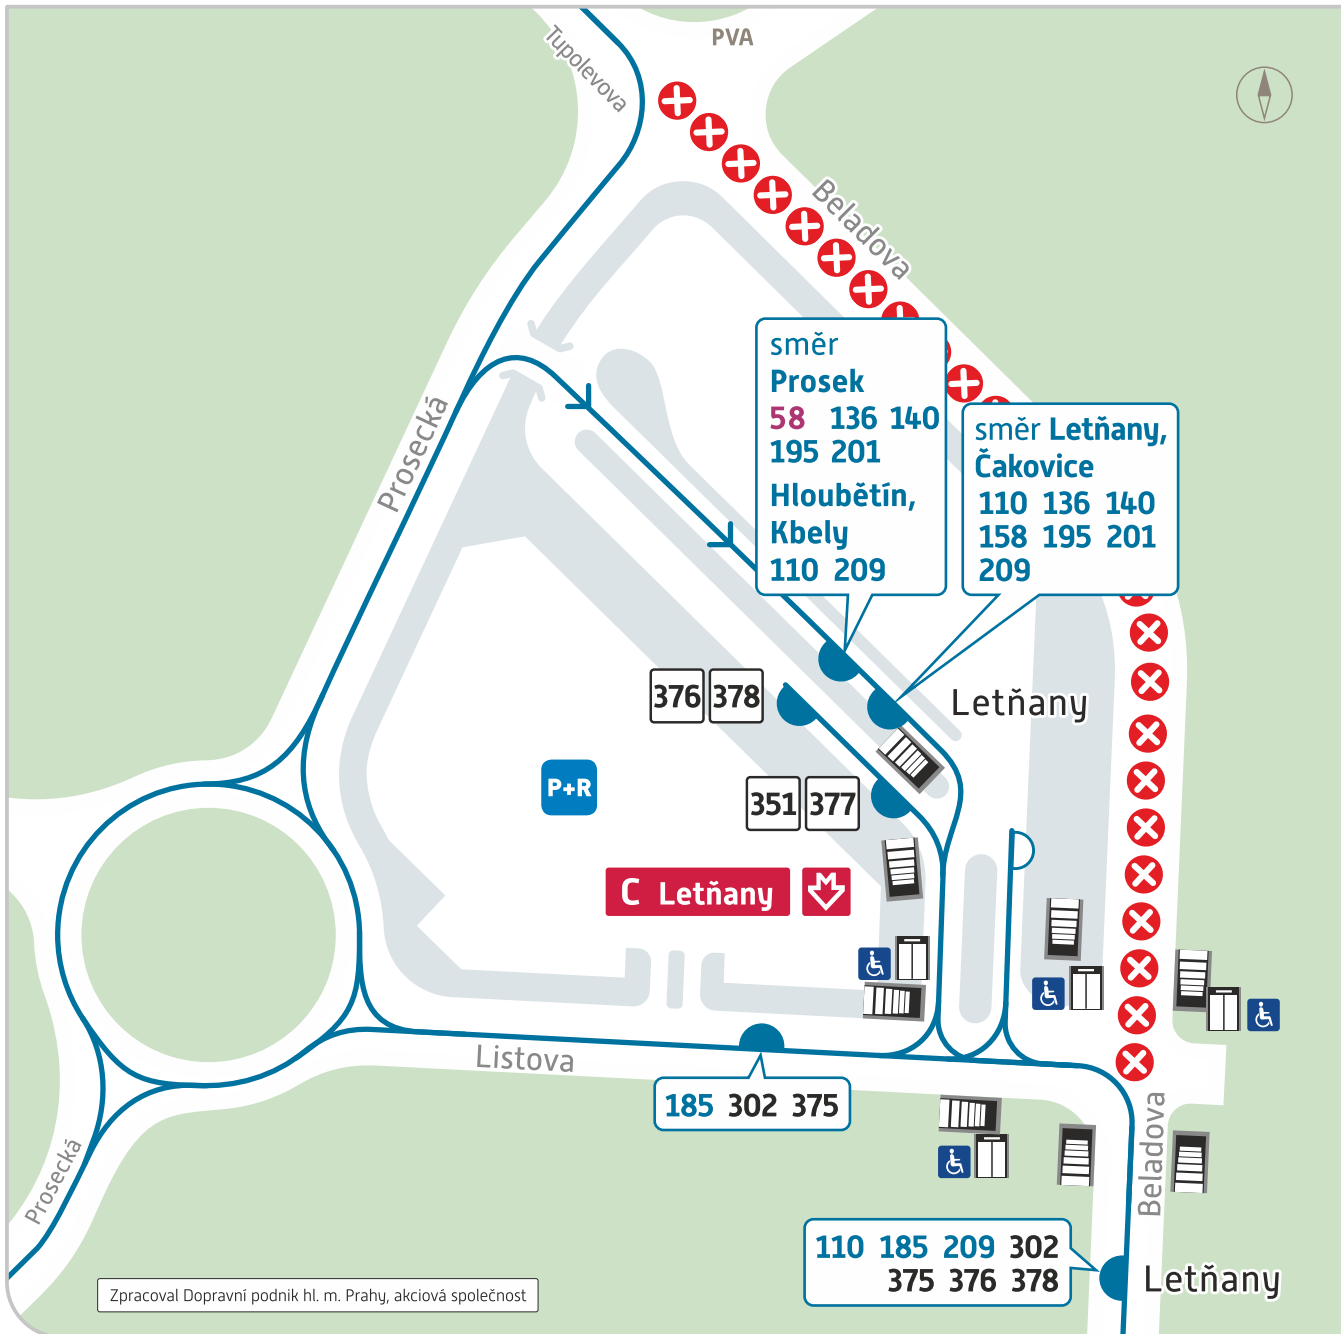 PVA
Tupolevova
Beladova
směr
Prosek
58 136 140
195 201
Hloubětín,
Kbely
110 209
směr Letňany,
Čakovice
110 136 140
158 195 201
209
Prosecká
376 378
Letňany
P+R
351 377
C Letňany
Listova
185 302 375
Beladova
Prosecká
110 185 209 302
375 376 378
Letňany
Zpracoval Dopravní podnik hl. m. Prahy, akciová společnost